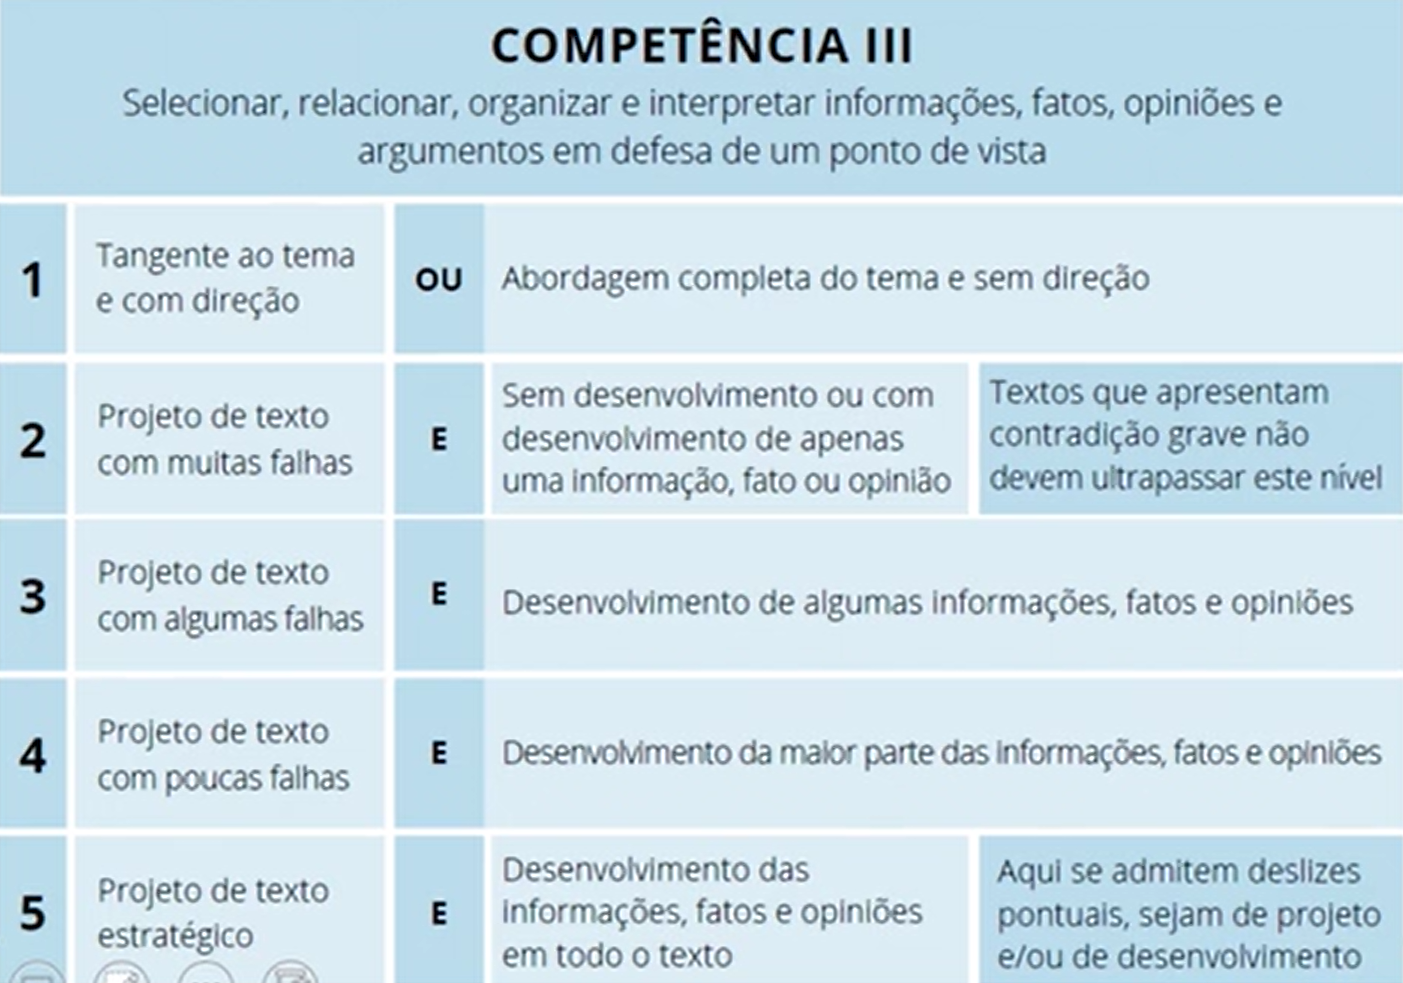 COMPETÊNCIA III
Selecionar, relacionar, organizar e interpretar informações, fatos, opiniões e
argumentos em defesa de um ponto de vista
1
Tangente ao tema
e com direção
OU
Abordagem completa do tema e sem direção
2
Projeto de texto
com muitas falhas
E
Sem desenvolvimento ou com
desenvolvimento de apenas
uma informação, fato ou opinião
Textos que apresentam
contradição grave não
devem ultrapassar este nível
3
Projeto de texto
com algumas falhas
E
Desenvolvimento de algumas informações, fatos e opiniões
4
Projeto de texto
com poucas falhas
E
Desenvolvimento da maior parte das informações, fatos e opiniões
5
Projeto de texto
estratégico
E
Desenvolvimento das
informações, fatos e opiniões
em todo o texto
Aqui se admitem deslizes
pontuais, sejam de projeto
e/ou de desenvolvimento